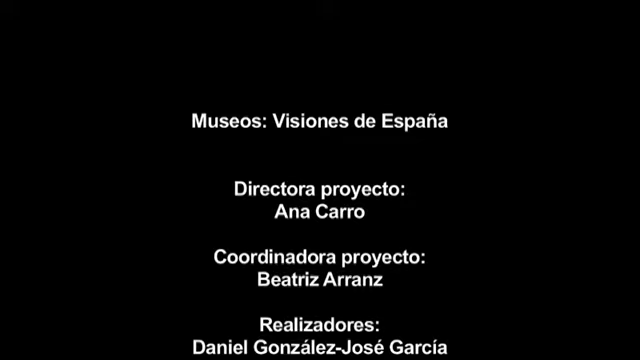 Museos: Visiones de España
Directora proyecto:
Ana Carro
Coordinadora proyecto:
Beatriz Arranz
Realizadores:
Daniel González-José García